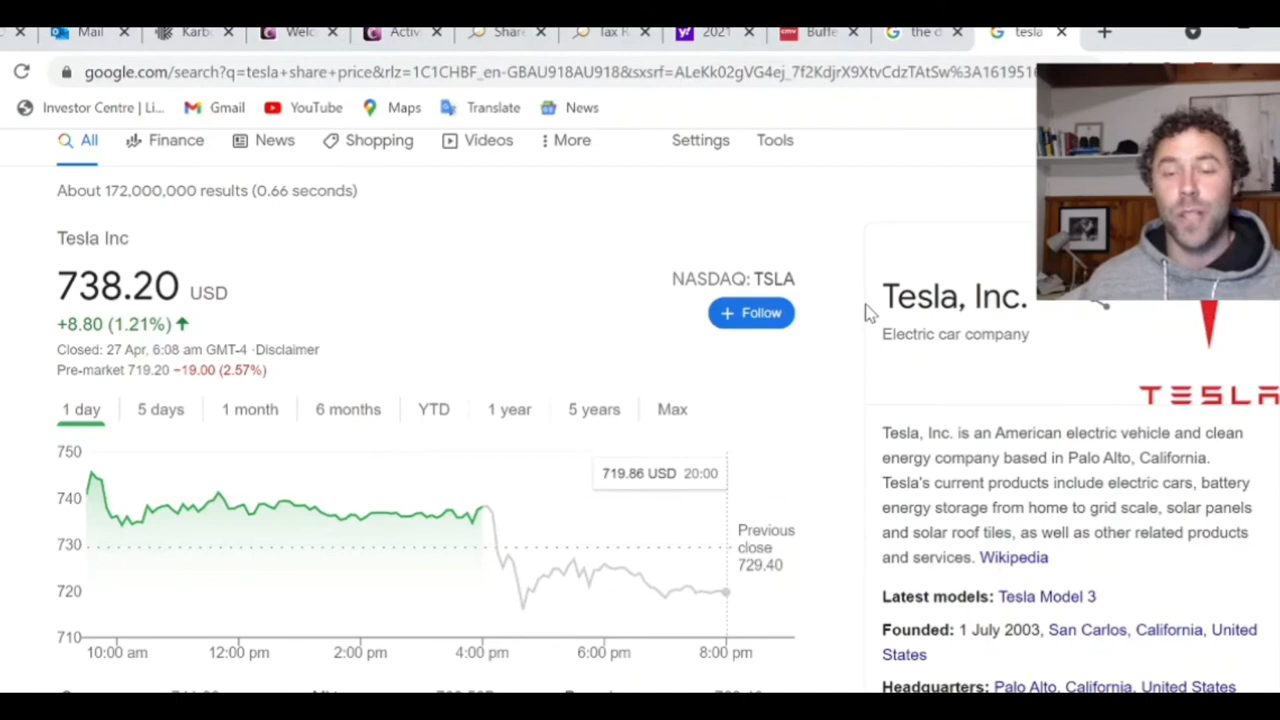 Mail Karb Welc Activ Share Tax R 2021 Buffe the d tesla
google.com/search?q=tesla+share+price&rlz=1C1CHBF_en-GBAU918AU918&sxsrf=ALeKk02gVG4ej_7f2KdjrX9XtvCdzTAtSw%3A161951
Investor Centre | Li... Gmail YouTube Maps Translate News
All Finance News Shopping Videos More Settings Tools
About 172,000,000 results (0.66 seconds)
Tesla Inc
738.20 USD
NASDAQ: TSLA
+ Follow
+8.80 (1.21%)
Closed: 27 Apr, 6:08 am GMT-4 ·Disclaimer
Pre-market 719.20 −19.00 (2.57%)
1 day 5 days 1 month 6 months YTD 1 year 5 years Max
750
740
730
720
710
719.86 USD 20:00
Previous
close
729.40
10:00 am 12:00 pm 2:00 pm 4:00 pm 6:00 pm 8:00 pm
Tesla, Inc.
Electric car company
TESLA
Tesla, Inc. is an American electric vehicle and clean
energy company based in Palo Alto, California.
Tesla's current products include electric cars, battery
energy storage from home to grid scale, solar panels
and solar roof tiles, as well as other related products
and services. Wikipedia
Latest models: Tesla Model 3
Founded: 1 July 2003, San Carlos, California, United
States
Headquarters: Palo Alto, California, United States